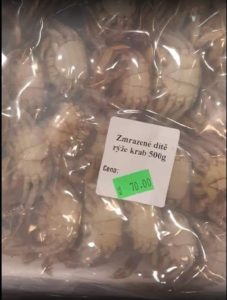 Zmrazené dítě
rýže krab 500g
Cena:
70.00